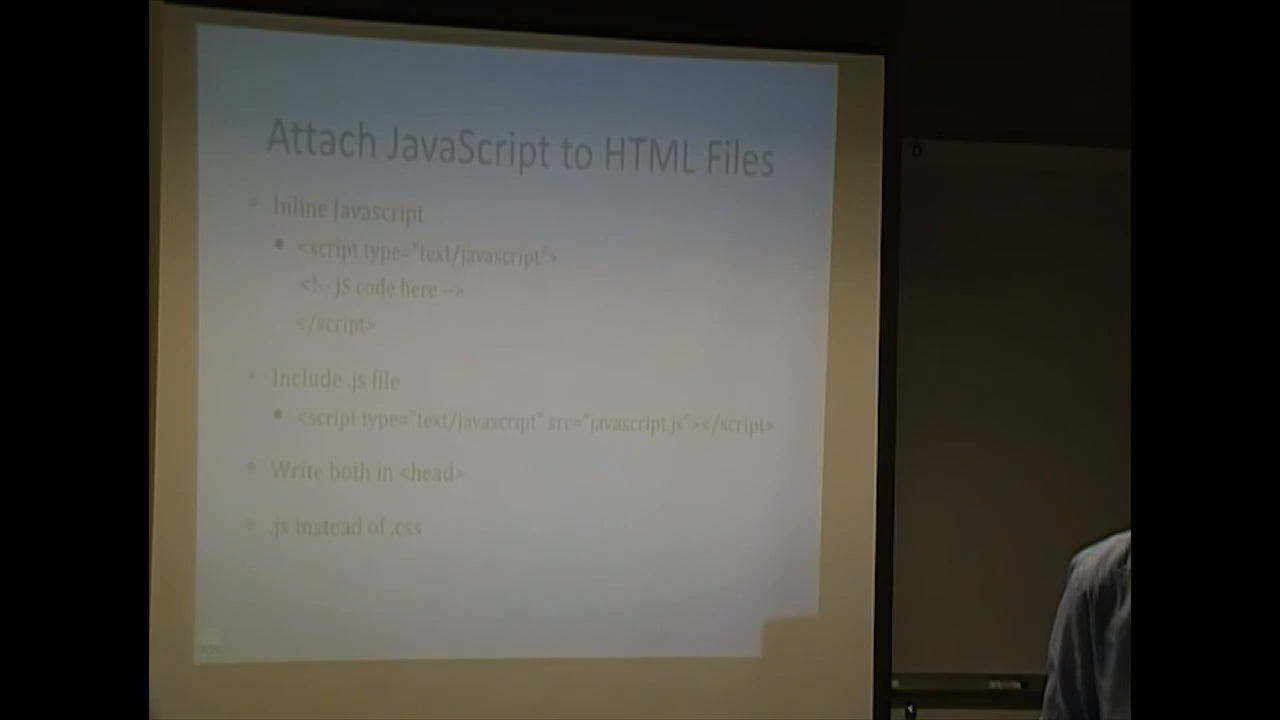 Attach JavaScript to HTML Files
Inline Javascript
<script type="text/javascript">
<!-- JS code here -->
</script>
Include .js file
<script type="text/javascript" src="javascript.js"></script>
Write both in <head>
.js instead of .css